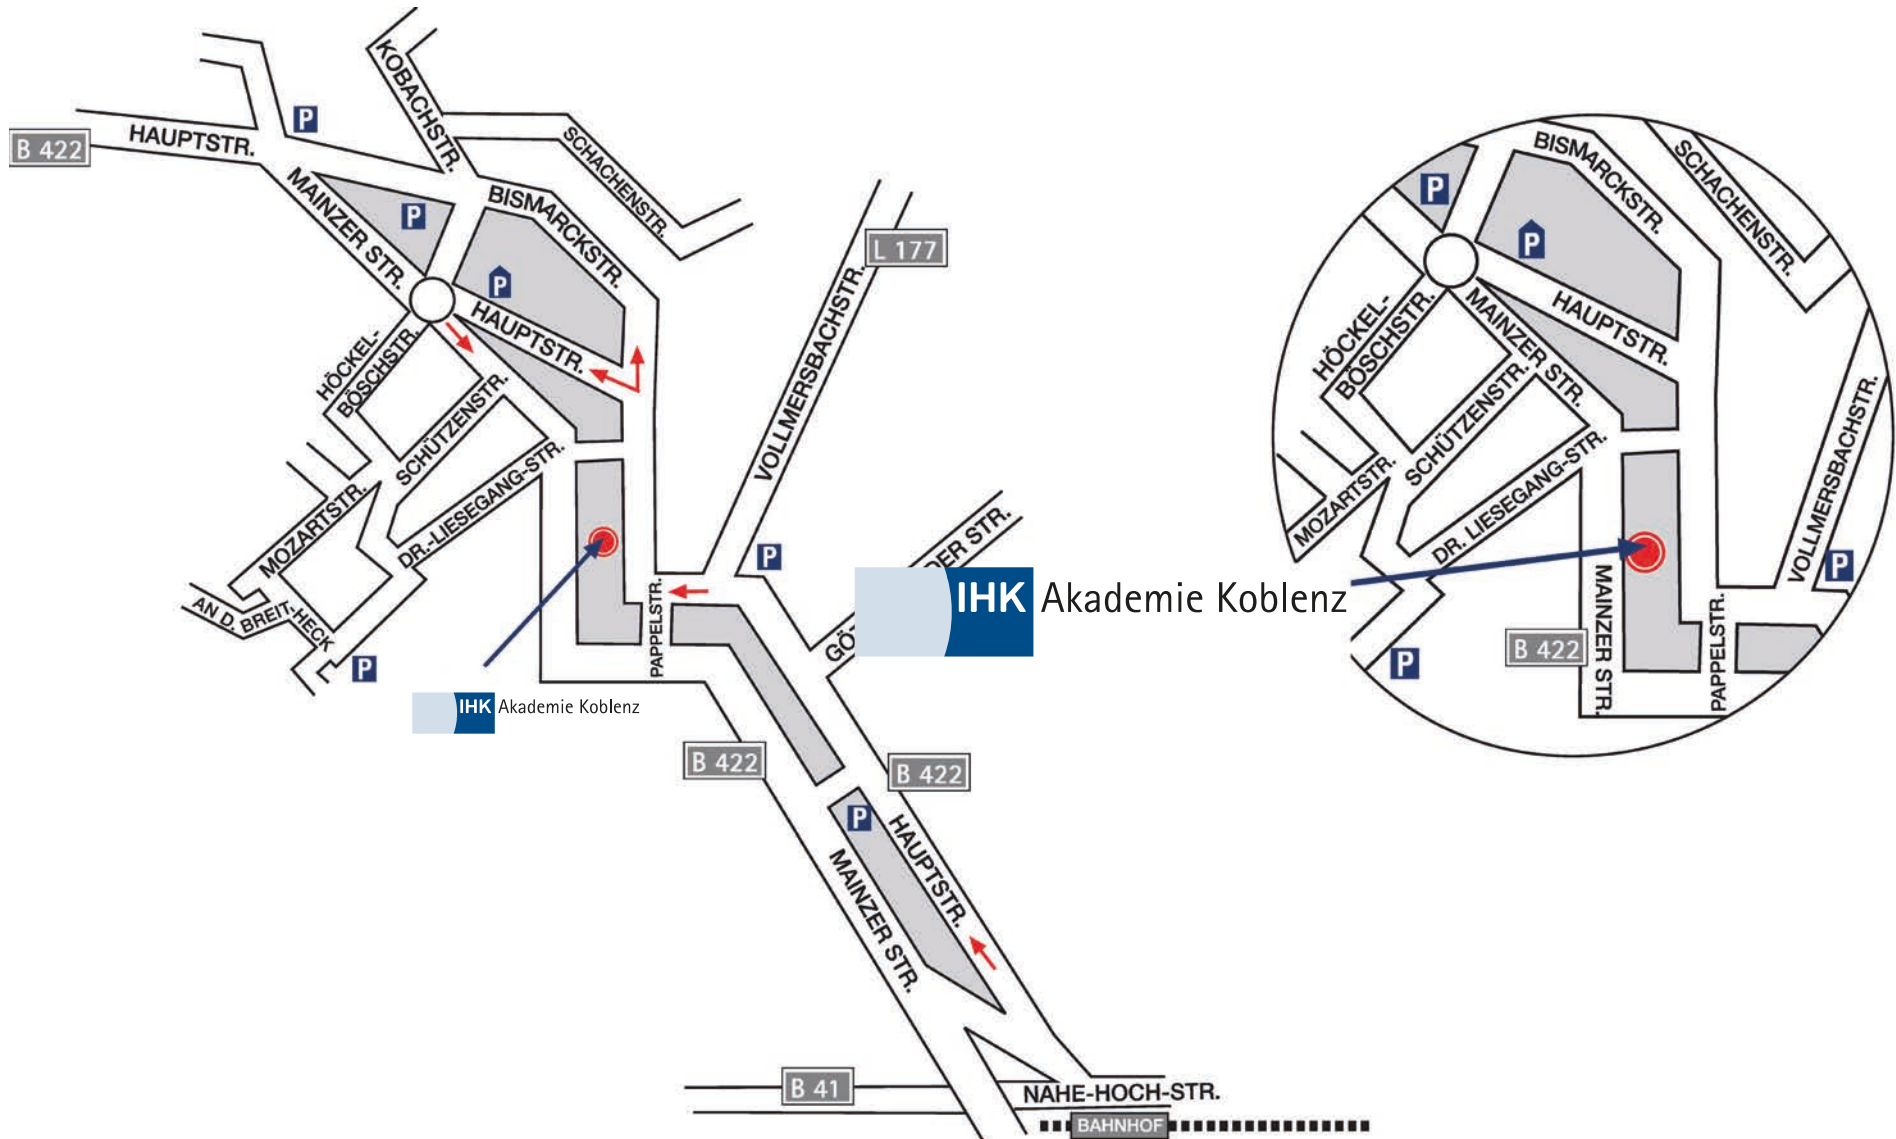 KOBACHSTR.
P
HAUPTSTR.
B 422
SCHACHENSTR.
MAINZER STR.
P
BISMARCKSTR.
L 177
P
HAUPTSTR.
HÖCKEL-
BÖSCHSTR.
VOLLMERSBACHSTR.
SCHÜTZENSTR.
DR.-LIESEGANG-STR.
MOZARTSTR.
P
AN D. BREIT. HECK
P
PAPPELSTR.
IHK Akademie Koblenz
IHK Akademie Koblenz
B 422
B 422
P
HAUPTSTR.
MAINZER STR.
B 41
NAHE-HOCH-STR.
BAHNHOF
BISMARCKSTR.
SCHACHENSTR.
P
P
HAUPTSTR.
MAINZER STR.
HÖCKEL-
BÖSCHSTR.
SCHÜTZENSTR.
MOZARTSTR.
DR. LIESEGANG-STR.
VOLLMERSBACHSTR.
P
MAINZER STR.
B 422
PAPPELSTR.
P